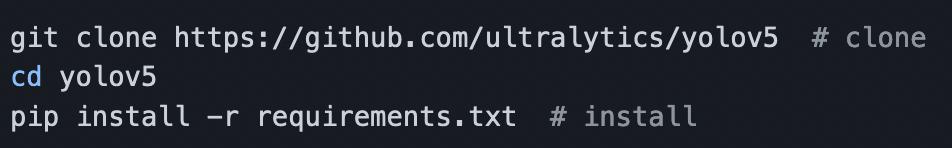 git clone https://github.com/ultralytics/yolov5  # clone
cd yolov5
pip install -r requirements.txt  # install